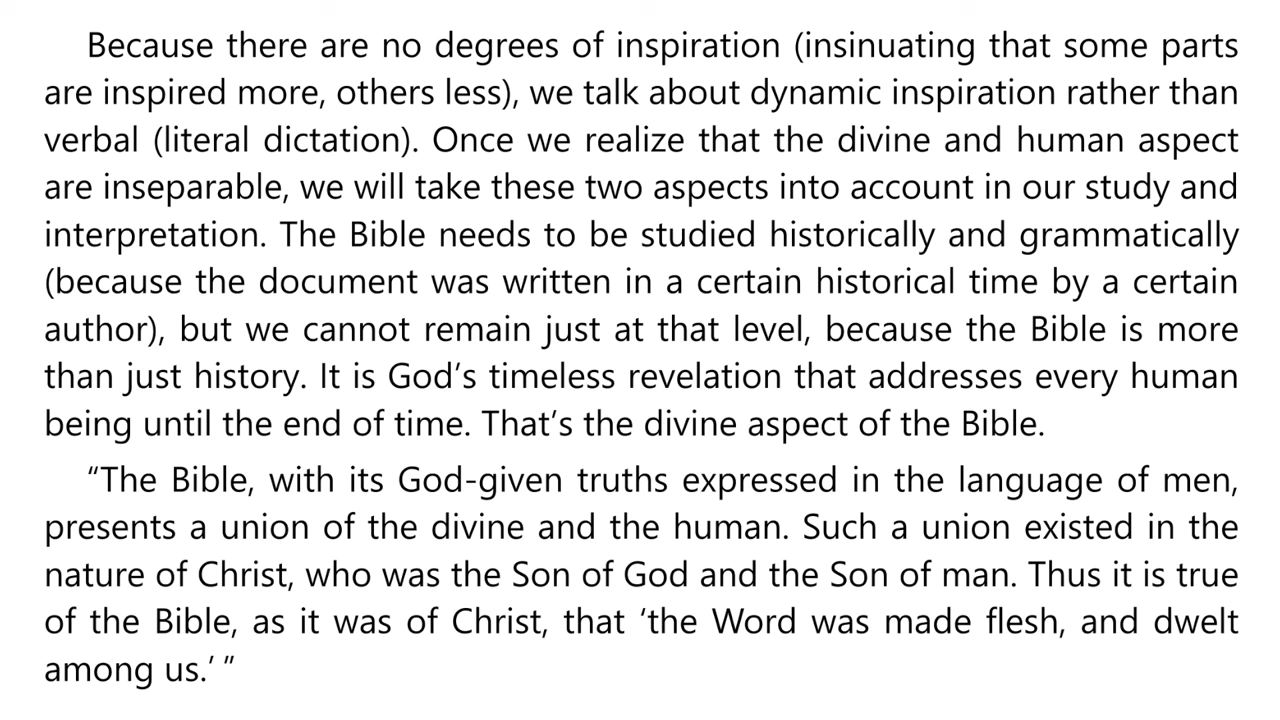 Because there are no degrees of inspiration (insinuating that some parts
are inspired more, others less), we talk about dynamic inspiration rather than
verbal (literal dictation). Once we realize that the divine and human aspect
are inseparable, we will take these two aspects into account in our study and
interpretation. The Bible needs to be studied historically and grammatically
(because the document was written in a certain historical time by a certain
author), but we cannot remain just at that level, because the Bible is more
than just history. It is God’s timeless revelation that addresses every human
being until the end of time. That’s the divine aspect of the Bible.
“The Bible, with its God-given truths expressed in the language of men,
presents a union of the divine and the human. Such a union existed in the
nature of Christ, who was the Son of God and the Son of man. Thus it is true
of the Bible, as it was of Christ, that ‘the Word was made flesh, and dwelt
among us.’ ”